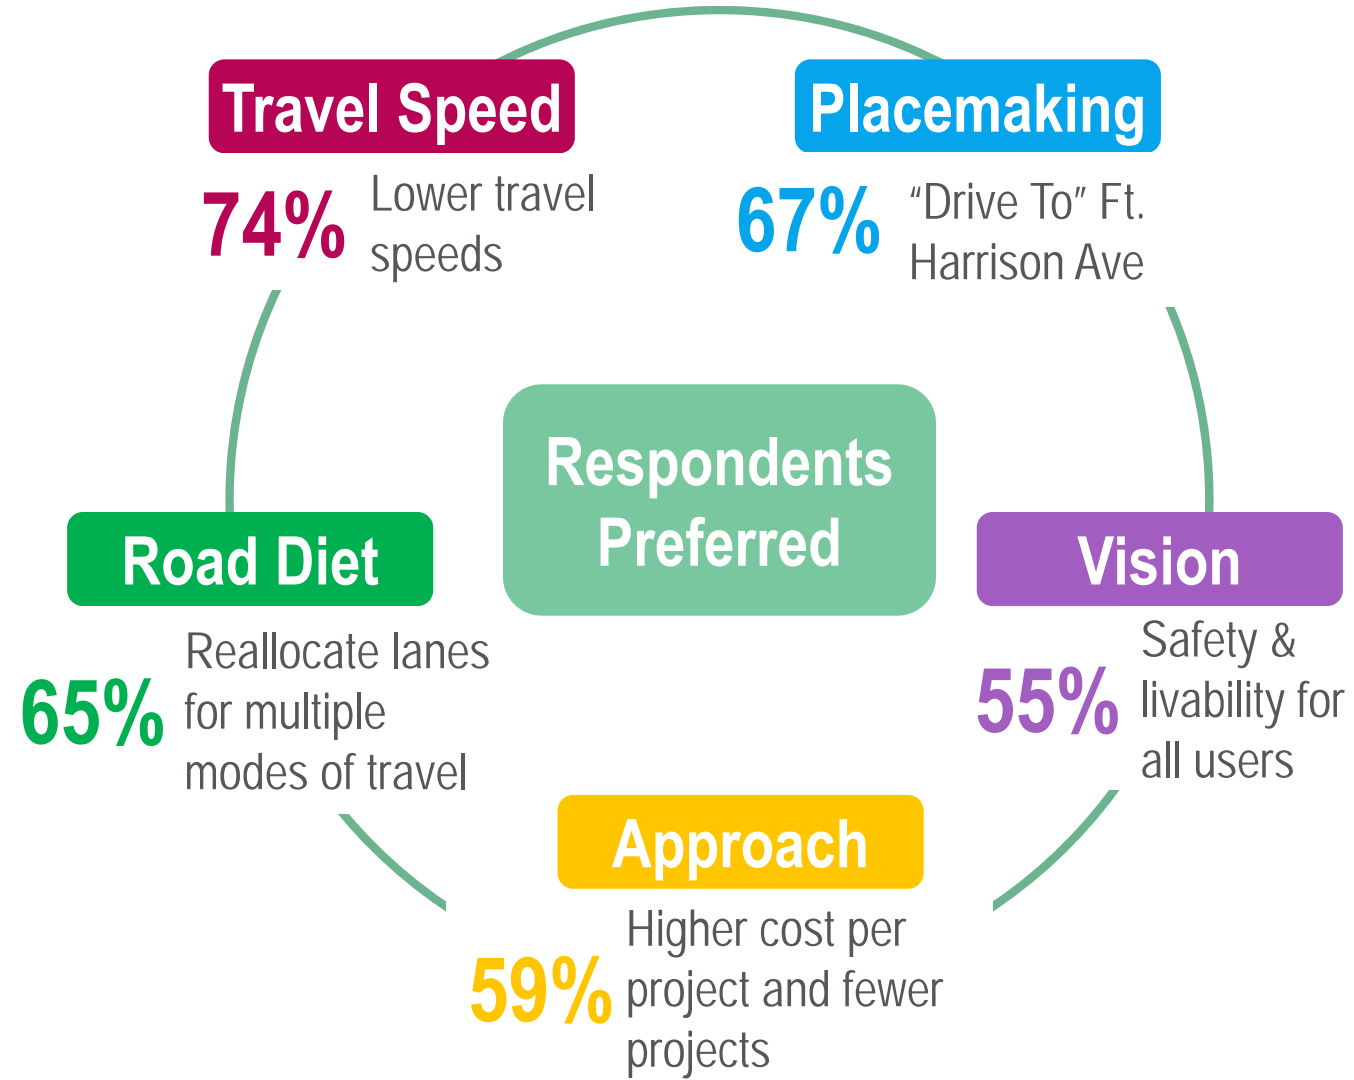 Travel Speed
74%
Lower travel
speeds
Placemaking
67%
“Drive To” Ft.
Harrison Ave
Respondents
Preferred
Road Diet
65%
Reallocate lanes
for multiple
modes of travel
Vision
55%
Safety &
livability for
all users
Approach
59%
Higher cost per
project and fewer
projects